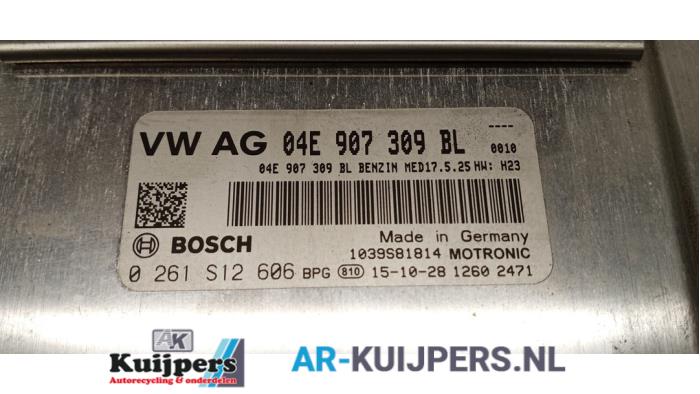 VW AG 04E 907 309 BL ---- 0010
04E 907 309 BL BENZIN MED17.5.25 HW: H23
BOSCH
Made in Germany
1039S81814 MOTRONIC
0 261 S12 606 BPG 810 15-10-28 1260 2471
AK
Kuijpers
Autorecycling & onderdelen
AR-KUIJPERS.NL